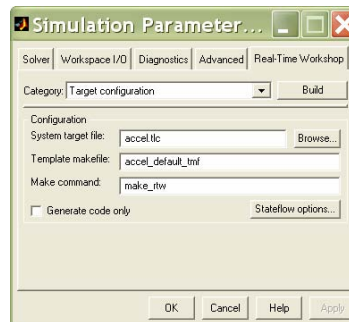 Simulation Parameter...
Solver Workspace I/O Diagnostics Advanced Real-Time Workshop
Category: Target configuration Build
Configuration
System target file: accel.tlc Browse...
Template makefile: accel_default_tmf
Make command: make_rtw
Generate code only Stateflow options...
OK Cancel Help Apply